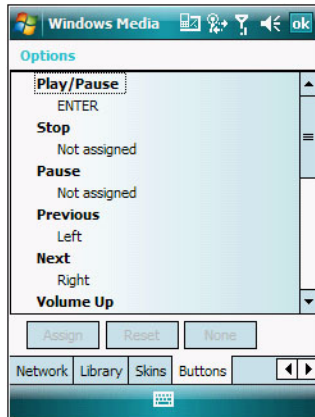 Windows Media ok
Options
Play/Pause
ENTER
Stop
Not assigned
Pause
Not assigned
Previous
Left
Next
Right
Volume Up
Assign Reset None
Network Library Skins Buttons